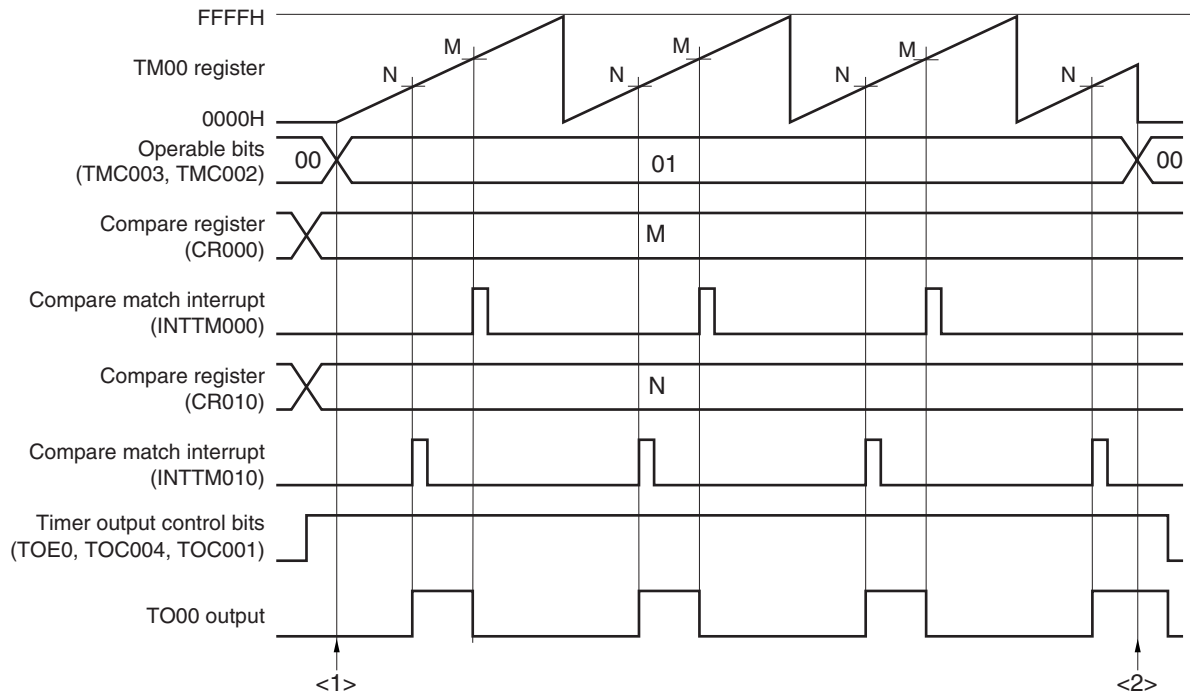 FFFFH
TM00 register
0000H
N M N M N M N
Operable bits
(TMC003, TMC002)
00 01 00
Compare register
(CR000)
M
Compare match interrupt
(INTTM000)
Compare register
(CR010)
N
Compare match interrupt
(INTTM010)
Timer output control bits
(TOE0, TOC004, TOC001)
TO00 output
<1> <2>